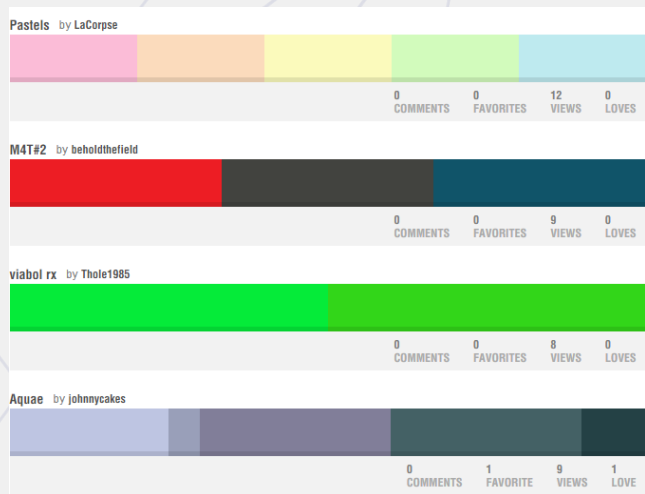 Pastels by LaCorpse
0 0 12 0
COMMENTS FAVORITES VIEWS LOVES
M4T#2 by beholdthefield
0 0 9 0
COMMENTS FAVORITES VIEWS LOVES
viabol rx by Thole1985
0 0 8 0
COMMENTS FAVORITES VIEWS LOVES
Aquae by johnnycakes
0 1 9 1
COMMENTS FAVORITE VIEWS LOVE